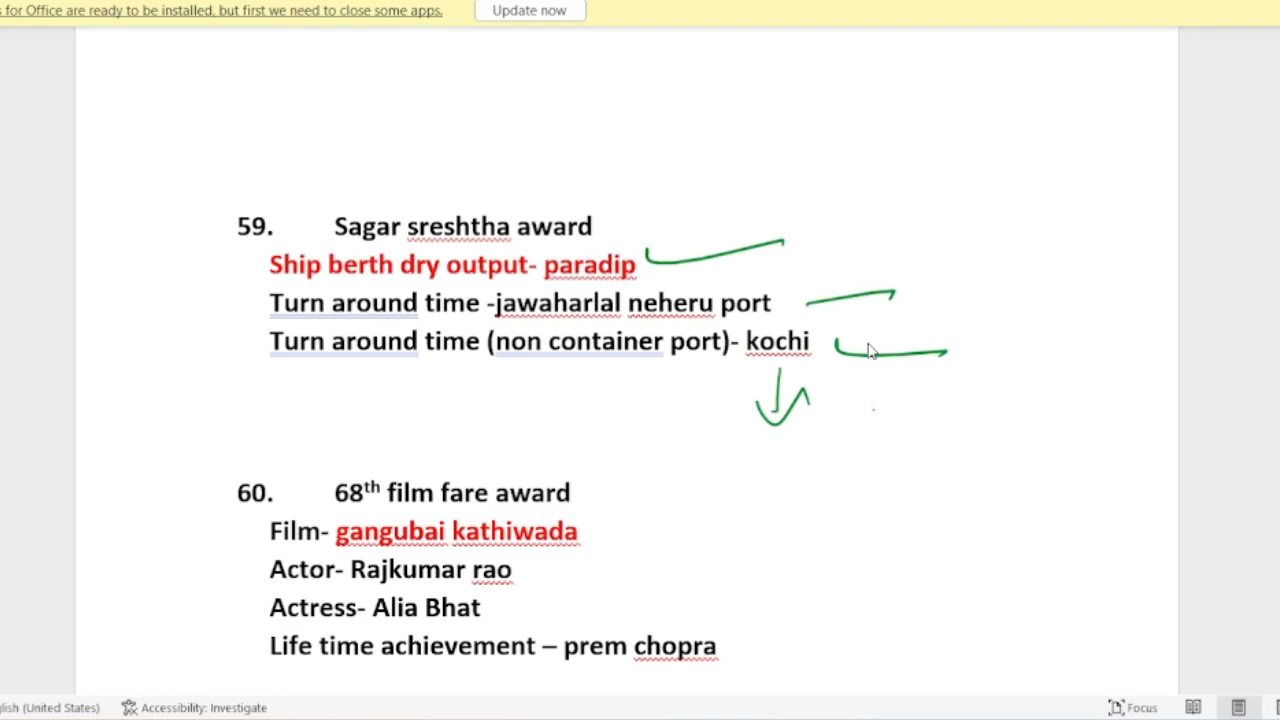 s for Office are ready to be installed, but first we need to close some apps. Update now
59. Sagar sreshtha award
Ship berth dry output- paradip
Turn around time -jawaharlal neheru port
Turn around time (non container port)- kochi
60. 68th film fare award
Film- gangubai kathiwada
Actor- Rajkumar rao
Actress- Alia Bhat
Life time achievement – prem chopra
glish (United States) Accessibility: Investigate Focus